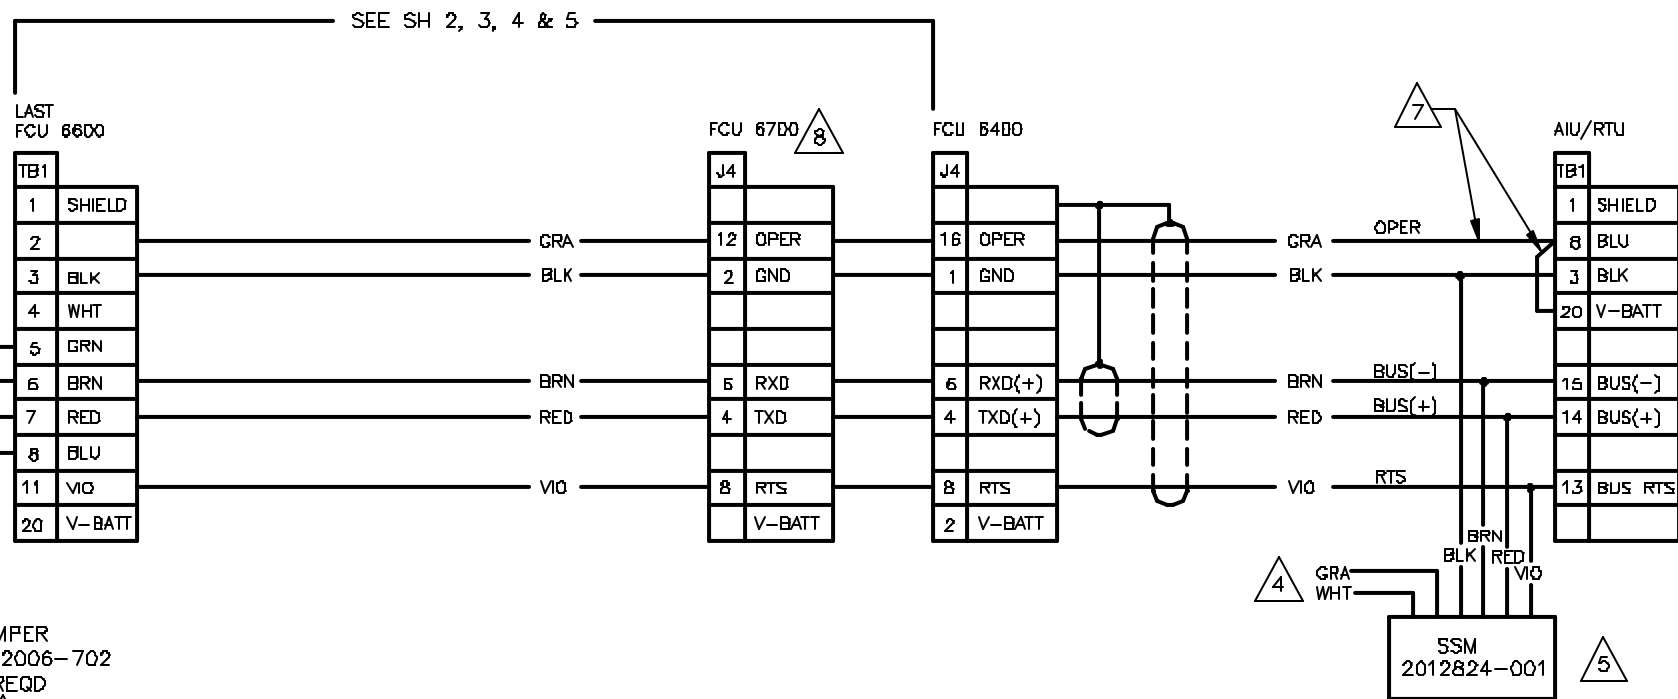 SEE SH 2, 3, 4 & 5
LAST
FCU 6600
TB1
1 SHIELD
2
3 BLK
4 WHT
5 GRN
6 BRN
7 RED
8 BLU
11 VIO
20 V-BATT
GRA
BLK
BRN
RED
VIO
FCU 6700
8
J4
12 OPER
2 GND
6 RXD
4 TXD
8 RTS
V-BATT
FCU 6400
J4
16 OPER
1 GND
6 RXD(+)
4 TXD(+)
8 RTS
2 V-BATT
GRA OPER
BLK
BRN BUS(-)
RED BUS(+)
VIO RTS
7
AIU/RTU
TB1
1 SHIELD
8 BLU
3 BLK
20 V-BATT
15 BUS(-)
14 BUS(+)
13 BUS RTS
BRN
BLK RED
VIO
4
GRA
WHT
SSM
2012824-001
5
MPER
2006-702
REQD